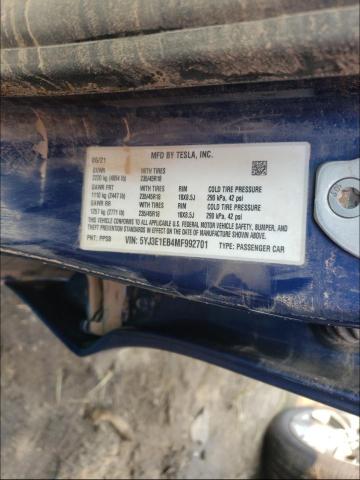 06/21 MFD BY TESLA, INC.
GVWR WITH TIRES
2220 kg (4894 lb) 235/45R18
GAWR FRT WITH TIRES RIM COLD TIRE PRESSURE
1110 kg (2447 lb) 235/45R18 18X8.5J 290 kPa, 42 psi
GAWR RR WITH TIRES RIM COLD TIRE PRESSURE
1257 kg (2771 lb) 235/45R18 18X8.5J 290 kPa, 42 psi
THIS VEHICLE CONFORMS TO ALL APPLICABLE
U.S. FEDERAL MOTOR VEHICLE SAFETY, BUMPER, AND
THEFT PREVENTION STANDARDS IN EFFECT ON
THE DATE OF MANUFACTURE SHOWN ABOVE.
PNT: PPSB VIN: 5YJ3E1EB4MF992701 TYPE: PASSENGER CAR